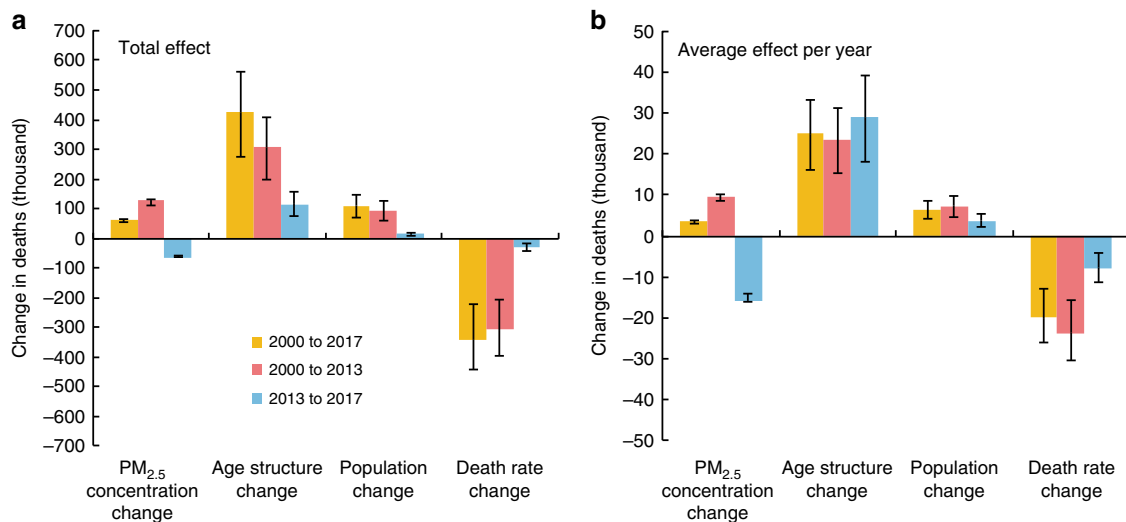 a
Total effect
Change in deaths (thousand)
700
600
500
400
300
200
100
0
–100
–200
–300
–400
–500
–600
–700
2000 to 2017
2000 to 2013
2013 to 2017
PM2.5
concentration
change
Age structure
change
Population
change
Death rate
change
b
Average effect per year
Change in deaths (thousand)
50
40
30
20
10
0
–10
–20
–30
–40
–50
PM2.5
concentration
change
Age structure
change
Population
change
Death rate
change